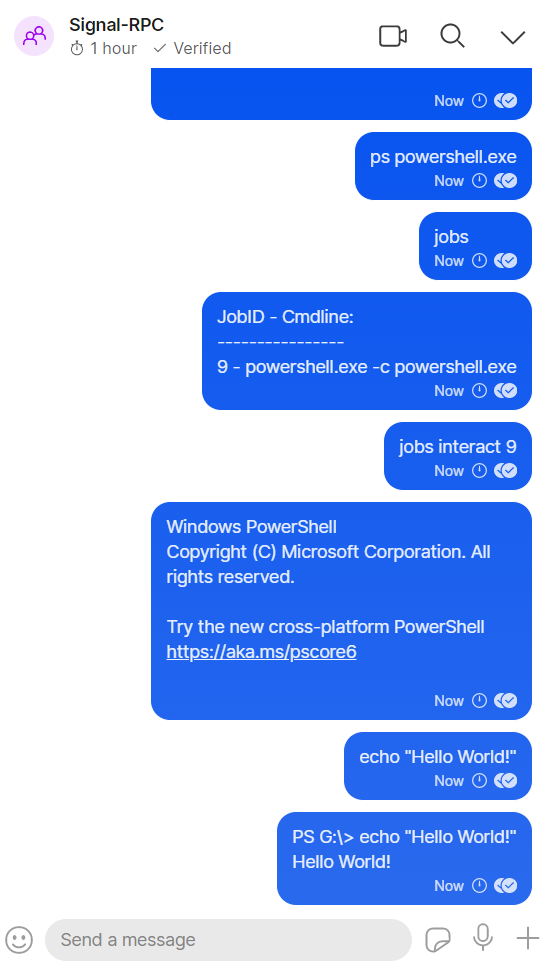 Signal-RPC
1 hour Verified
Now
ps powershell.exe
Now
jobs
Now
JobID - Cmdline:
----------------
9 - powershell.exe -c powershell.exe
Now
jobs interact 9
Now
Windows PowerShell
Copyright (C) Microsoft Corporation. All
rights reserved.
Try the new cross-platform PowerShell
https://aka.ms/pscore6
Now
echo "Hello World!"
Now
PS G:\> echo "Hello World!"
Hello World!
Now
Send a message